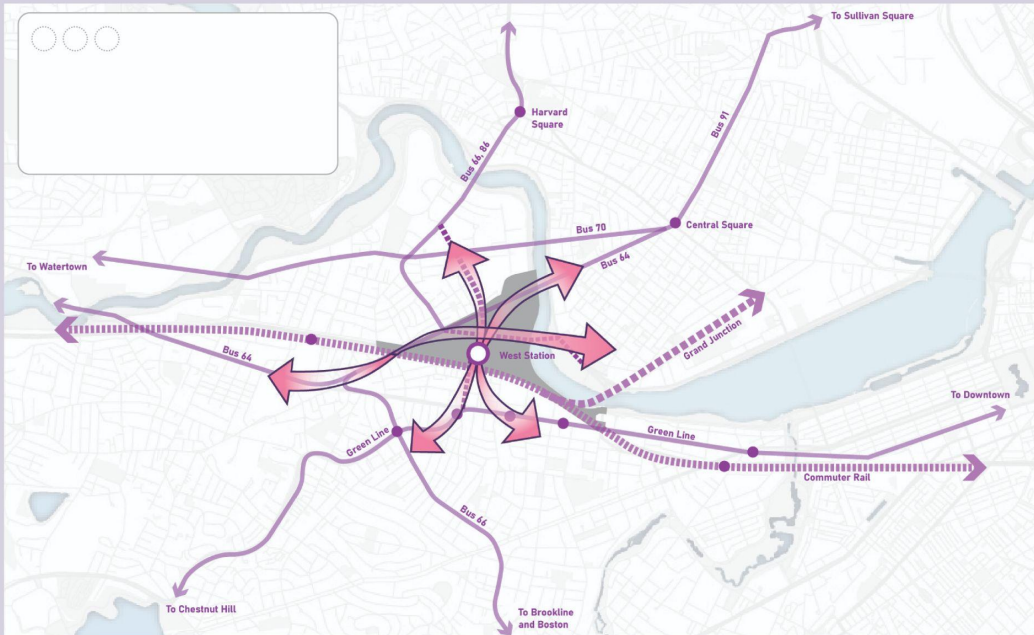 To Sullivan Square
Harvard
Square
Bus 91
Bus 66, 86
Central Square
Bus 70
Bus 64
To Watertown
West Station
Grand Junction
Bus 64
To Downtown
Green Line
Green Line
Commuter Rail
Bus 66
To Chestnut Hill
To Brookline
and Boston